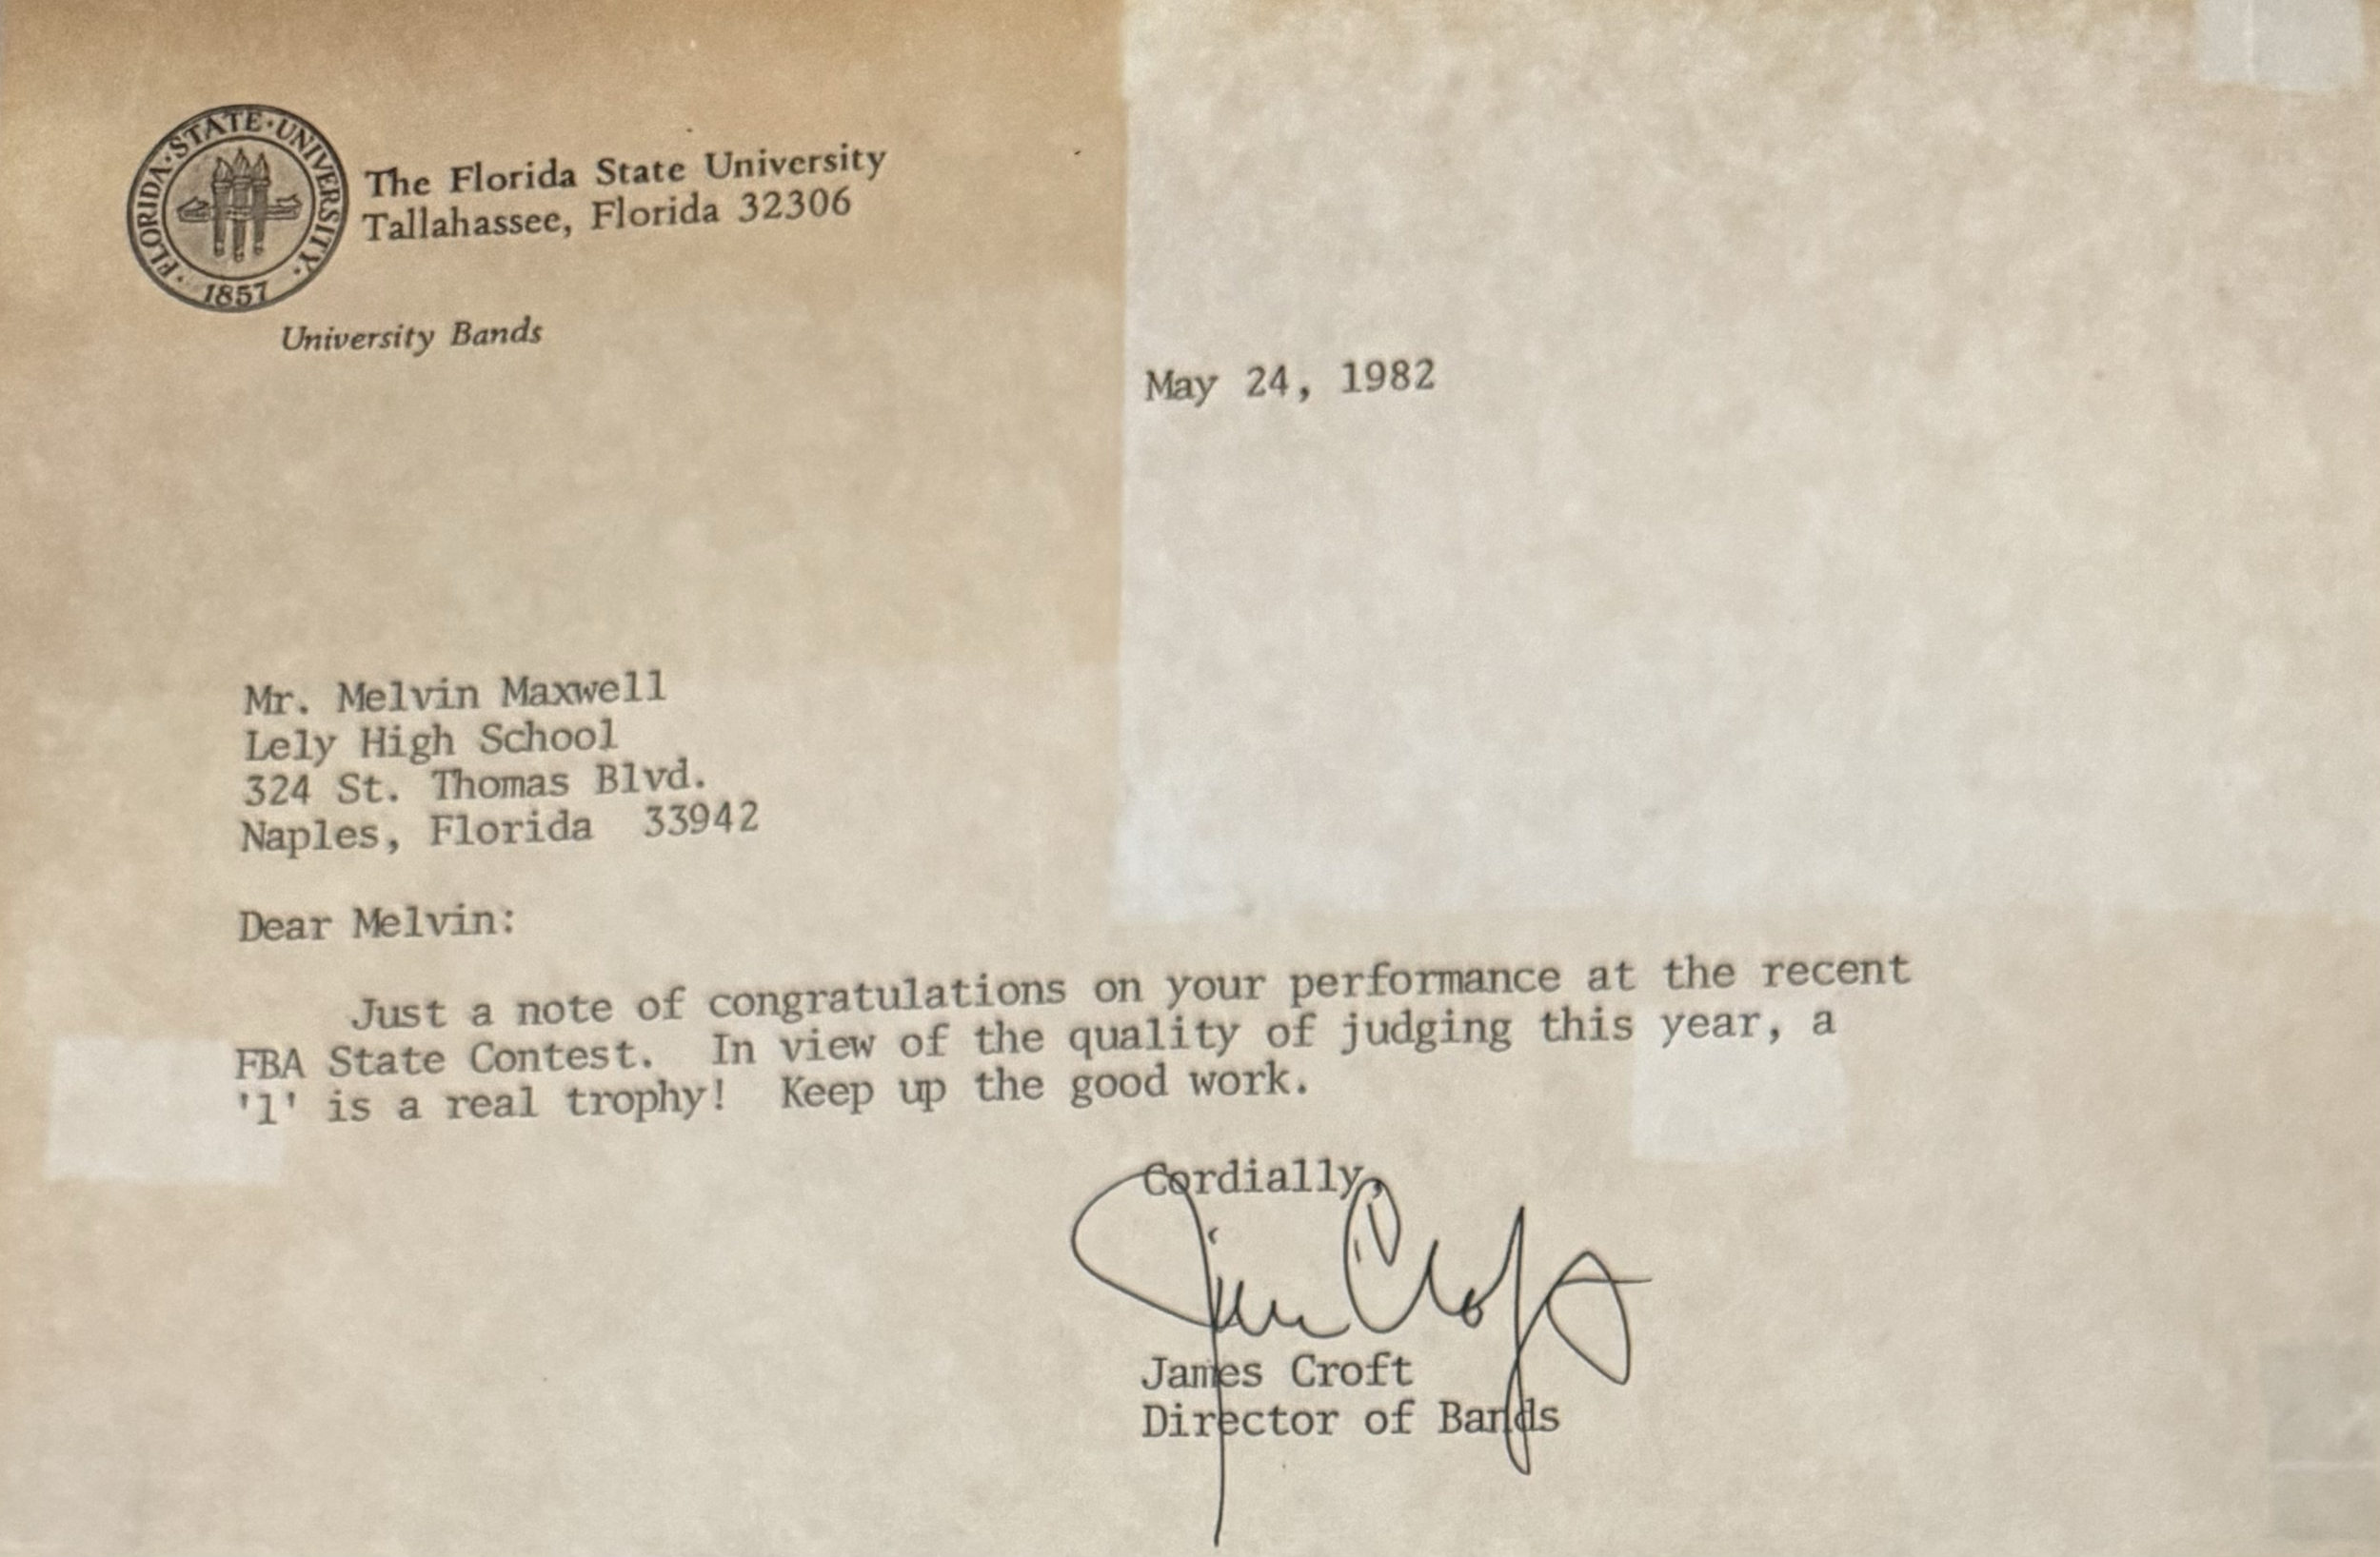 FLORIDA · STATE · UNIVERSITY ·
1857
The Florida State University
Tallahassee, Florida 32306
University Bands
May 24, 1982
Mr. Melvin Maxwell
Lely High School
324 St. Thomas Blvd.
Naples, Florida  33942
Dear Melvin:
Just a note of congratulations on your performance at the recent
FBA State Contest.  In view of the quality of judging this year, a
'1' is a real trophy!  Keep up the good work.
Cordially,
Jim Croft
James Croft
Director of Bands